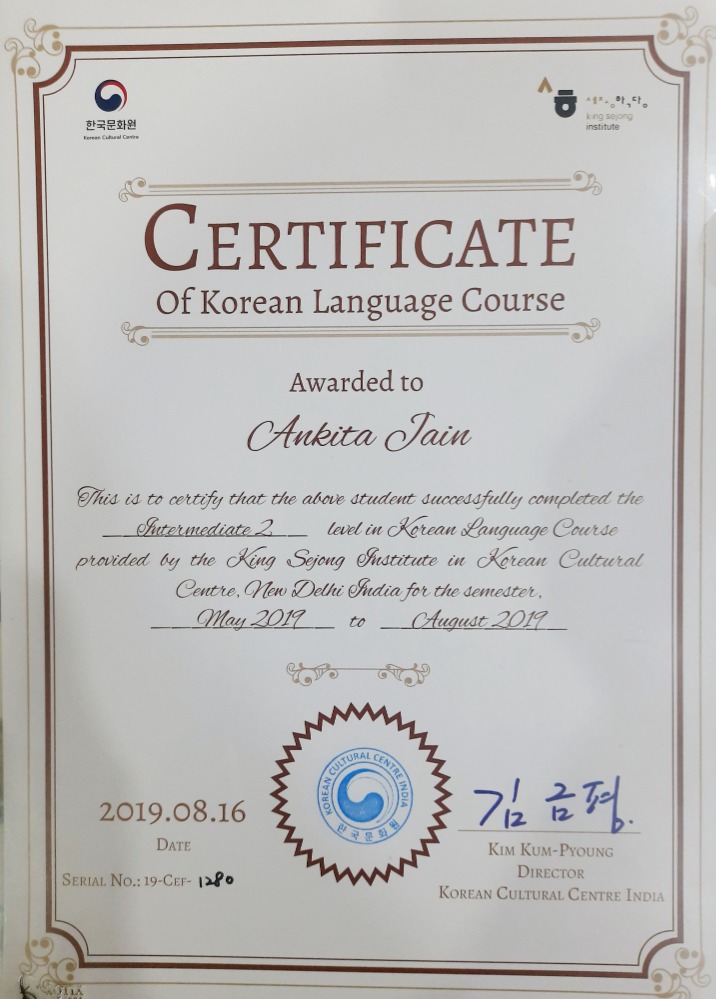 한국문화원
Korean Cultural Centre
세종학당
king sejong
institute
CERTIFICATE
Of Korean Language Course
Awarded to
Ankita Jain
This is to certify that the above student successfully completed the
Intermediate 2 level in Korean Language Course
provided by the King Sejong Institute in Korean Cultural
Centre, New Delhi India for the semester,
May 2019 to August 2019
KOREAN CULTURAL CENTRE INDIA
한국문화원
2019.08.16
DATE
SERIAL NO.: 19-CEF- 1280
김금평.
KIM KUM-PYOUNG
DIRECTOR
KOREAN CULTURAL CENTRE INDIA